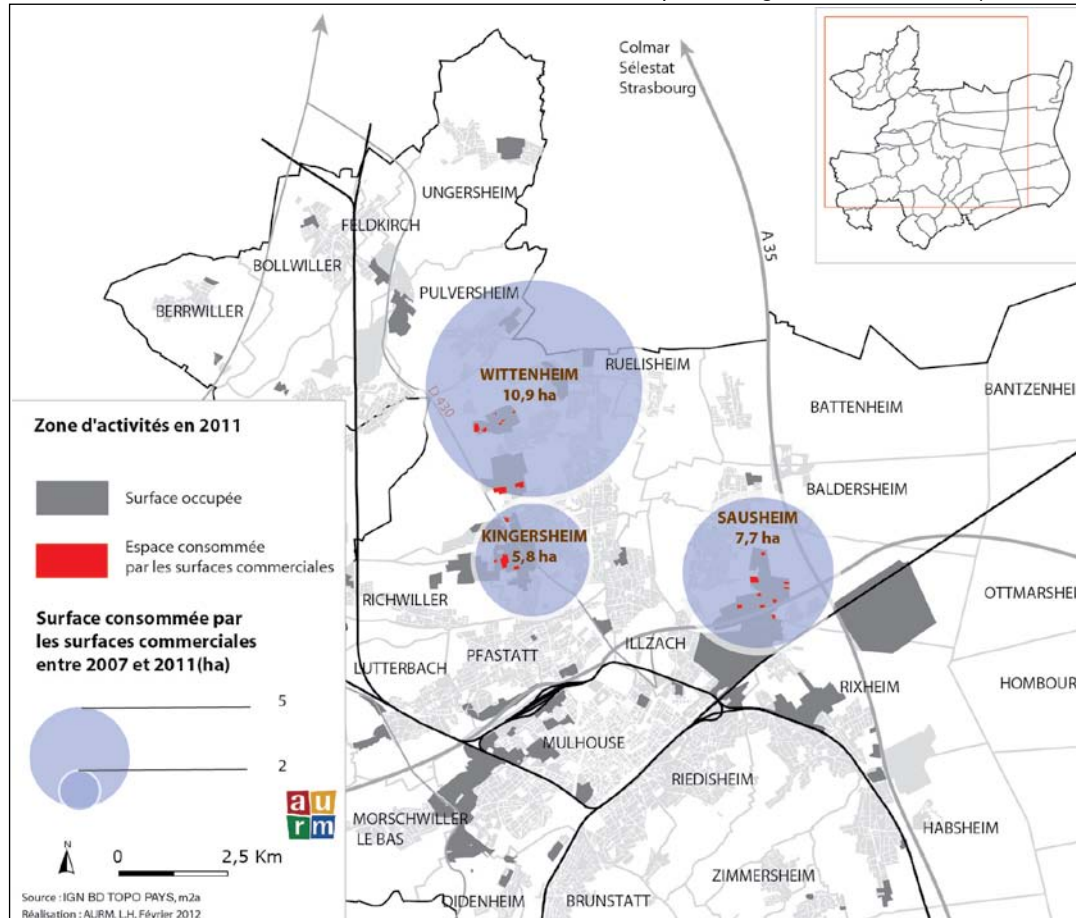 Colmar
Sélestat
Strasbourg
A 35
UNGERSHEIM
FELDKIRCH
BOLLWILLER
BERRWILLER
PULVERSHEIM
D 430
WITTENHEIM
10,9 ha
RUELISHEIM
BATTENHEIM
BANTZENHEI
BALDERSHEIM
SAUSHEIM
7,7 ha
KINGERSHEIM
5,8 ha
RICHWILLER
OTTMARSHEI
ILLZACH
PFASTATT
LUTTERBACH
RIXHEIM
HOMBOUR
MULHOUSE
RIEDISHEIM
MORSCHWILLER
LE BAS
HABSHEIM
ZIMMERSHEIM
DIDENHEIM
BRUNSTATT
Zone d'activités en 2011
Surface occupée
Espace consommée
par les surfaces commerciales
Surface consommée par
les surfaces commerciales
entre 2007 et 2011(ha)
5
2
a u
r m
N
0 2,5 Km
Source : IGN BD TOPO PAYS, m2a
Réalisation : AURM, L.H. Février 2012